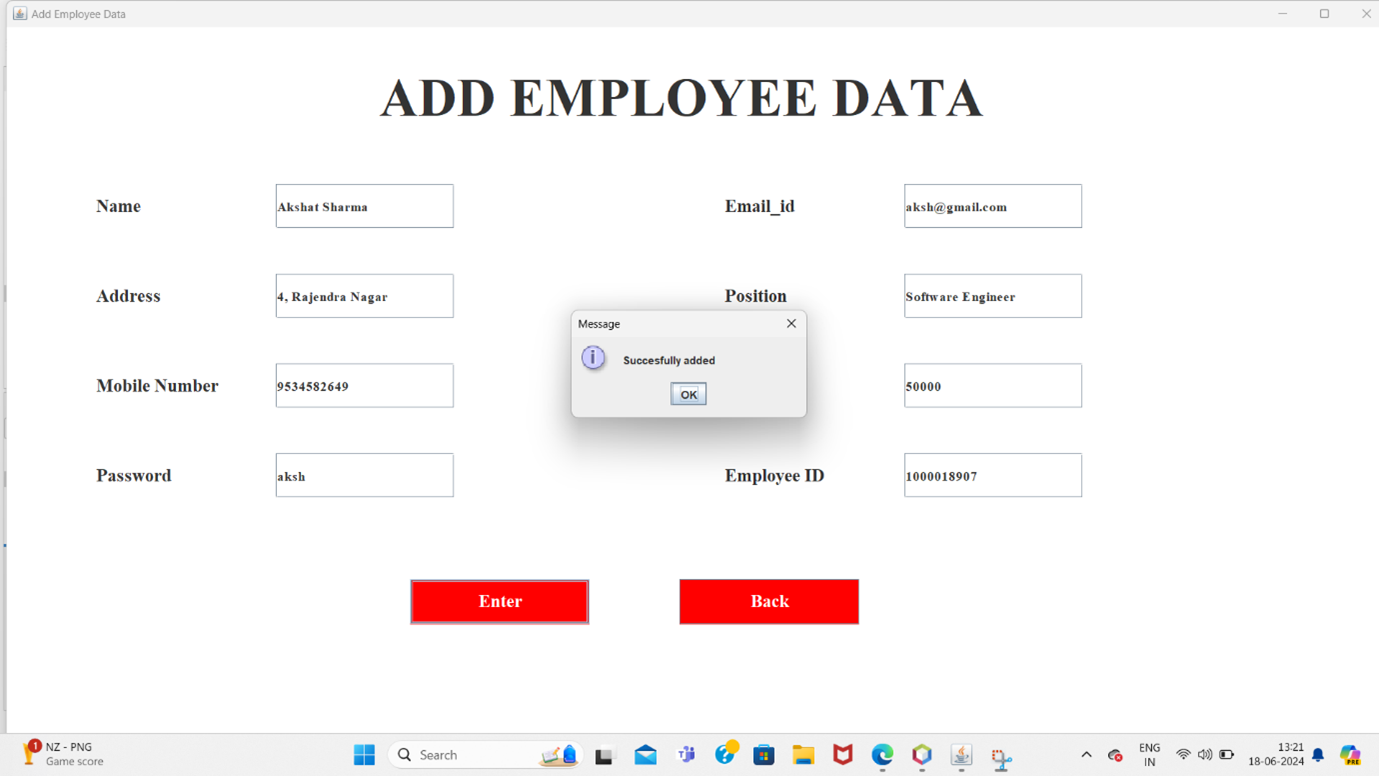 Add Employee Data
ADD EMPLOYEE DATA
Name
Akshat Sharma
Email_id
aksh@gmail.com
Address
4, Rajendra Nagar
Position
Software Engineer
Message
i
Succesfully added
OK
Mobile Number
9534582649
50000
Password
aksh
Employee ID
1000018907
Enter
Back
1
NZ - PNG
Game score
Search
ENG
IN
13:21
18-06-2024
PRE